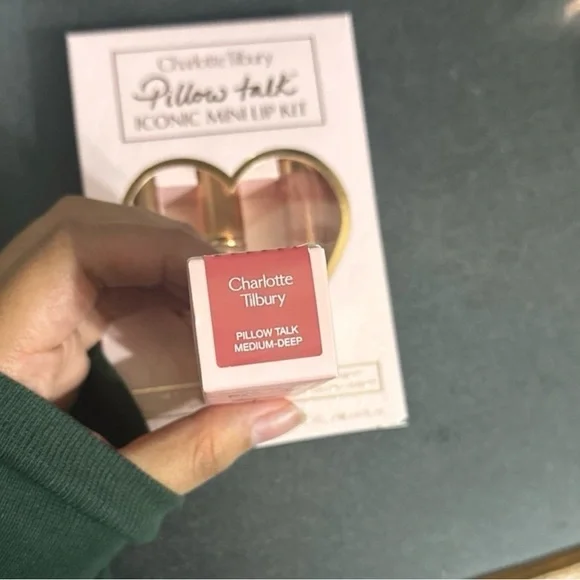 Charlotte Tilbury
Pillow talk
ICONIC MINI LIP KIT
Charlotte
Tilbury
PILLOW TALK
MEDIUM-DEEP